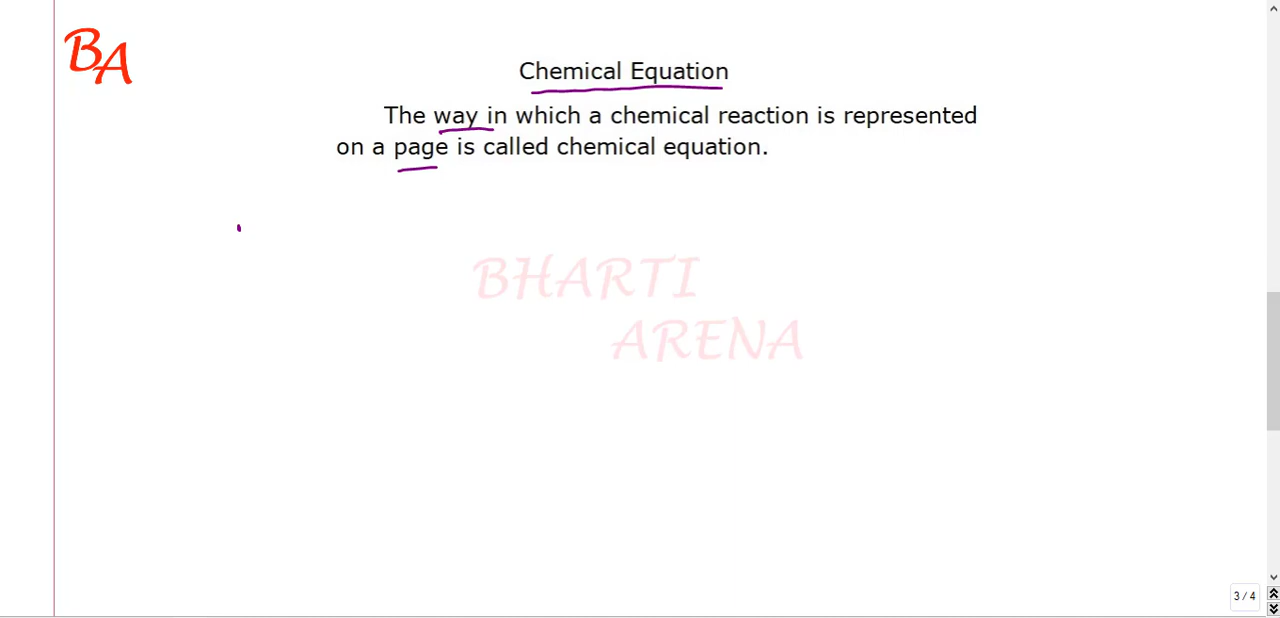 BA
Chemical Equation
The way in which a chemical reaction is represented
on a page is called chemical equation.
BHARTI
ARENA
3 / 4